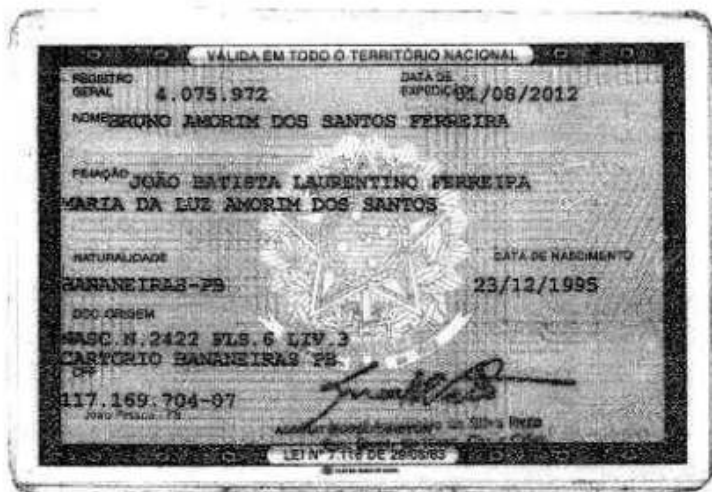 VÁLIDA EM TODO O TERRITÓRIO NACIONAL
REGISTRO GERAL 4.075.972 DATA DE EXPEDIÇÃO 01/08/2012
NOME BRUNO AMORIM DOS SANTOS FERREIRA
FILIAÇÃO JOÃO BATISTA LAURENTINO FERREIRA
MARIA DA LUZ AMORIM DOS SANTOS
NATURALIDADE DATA DE NASCIMENTO
BANANEIRAS-PB 23/12/1995
DOC ORIGEM
NASC.N.2422 FLS.6 LIV.3
CARTORIO BANANEIRAS PB
CPF
117.169.704-07
João Pessoa, PB
LEI Nº 7.116 DE 29/08/83